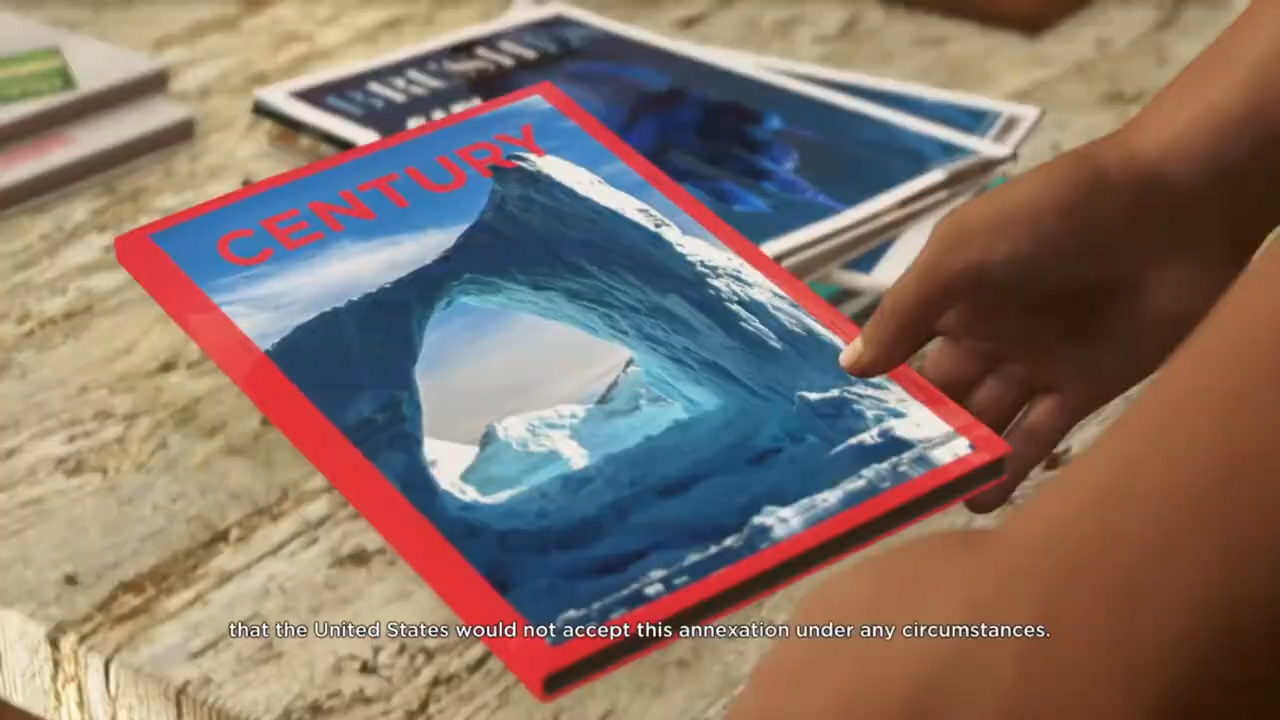 CENTURY
that the United States would not accept this annexation under any circumstances.